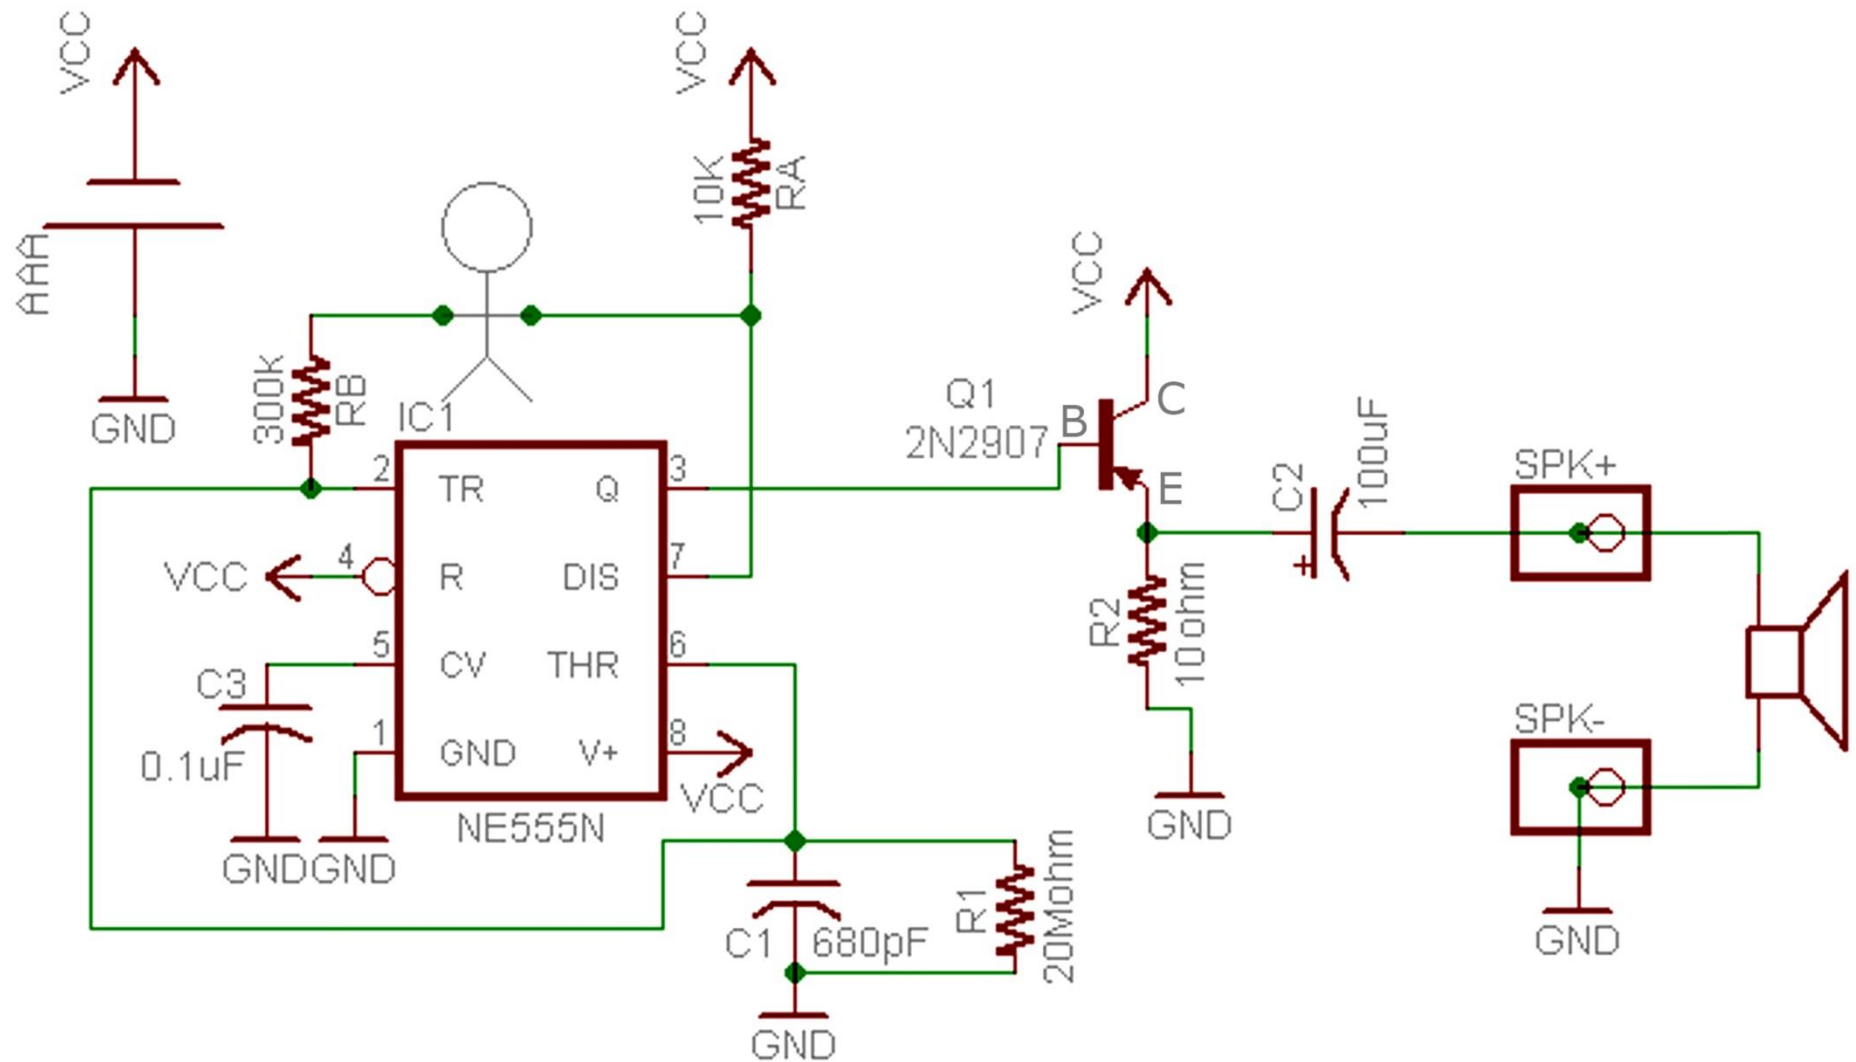 VCC
AAA
GND
VCC
10K
RA
300K
RB
IC1
2
TR
Q
3
VCC
4
R
DIS
7
5
CV
THR
6
C3
0.1uF
1
GND
V+
8
VCC
GND
GND
NE555N
C1
680pF
R1
20Mohm
GND
VCC
Q1
2N2907
B
C
E
C2
100uF
+
R2
10ohm
GND
SPK+
SPK-
GND